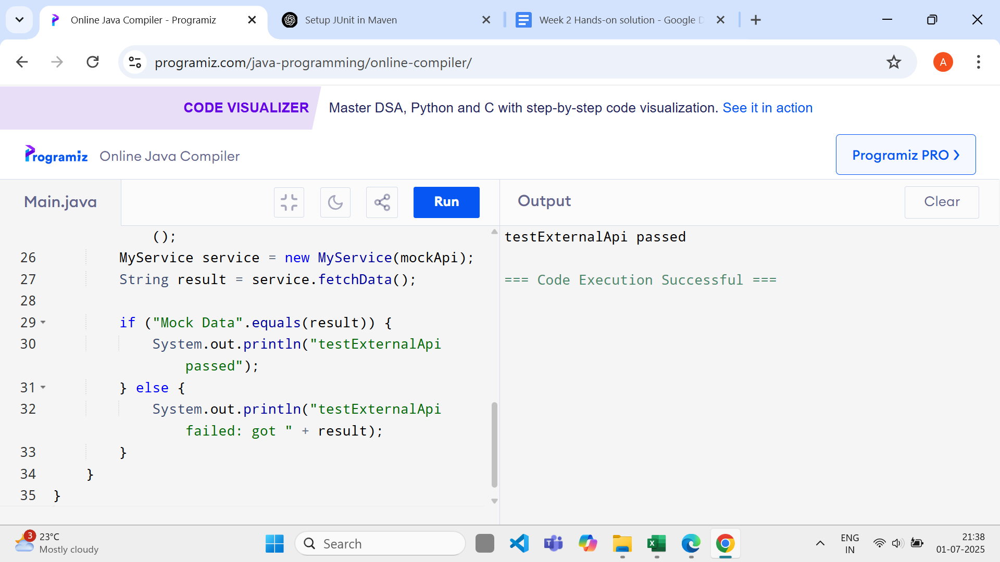 Online Java Compiler - Programiz
Setup JUnit in Maven
Week 2 Hands-on solution - Google D
programiz.com/java-programming/online-compiler/
A
CODE VISUALIZER
Master DSA, Python and C with step-by-step code visualization. See it in action
Programiz
Online Java Compiler
Programiz PRO
Main.java
Run
Output
Clear
();
26 MyService service = new MyService(mockApi);
27 String result = service.fetchData();
28
29 if ("Mock Data".equals(result)) {
30 System.out.println("testExternalApi
passed");
31 } else {
32 System.out.println("testExternalApi
failed: got " + result);
33 }
34 }
35 }
testExternalApi passed
=== Code Execution Successful ===
3
23°C
Mostly cloudy
Search
ENG
IN
21:38
01-07-2025